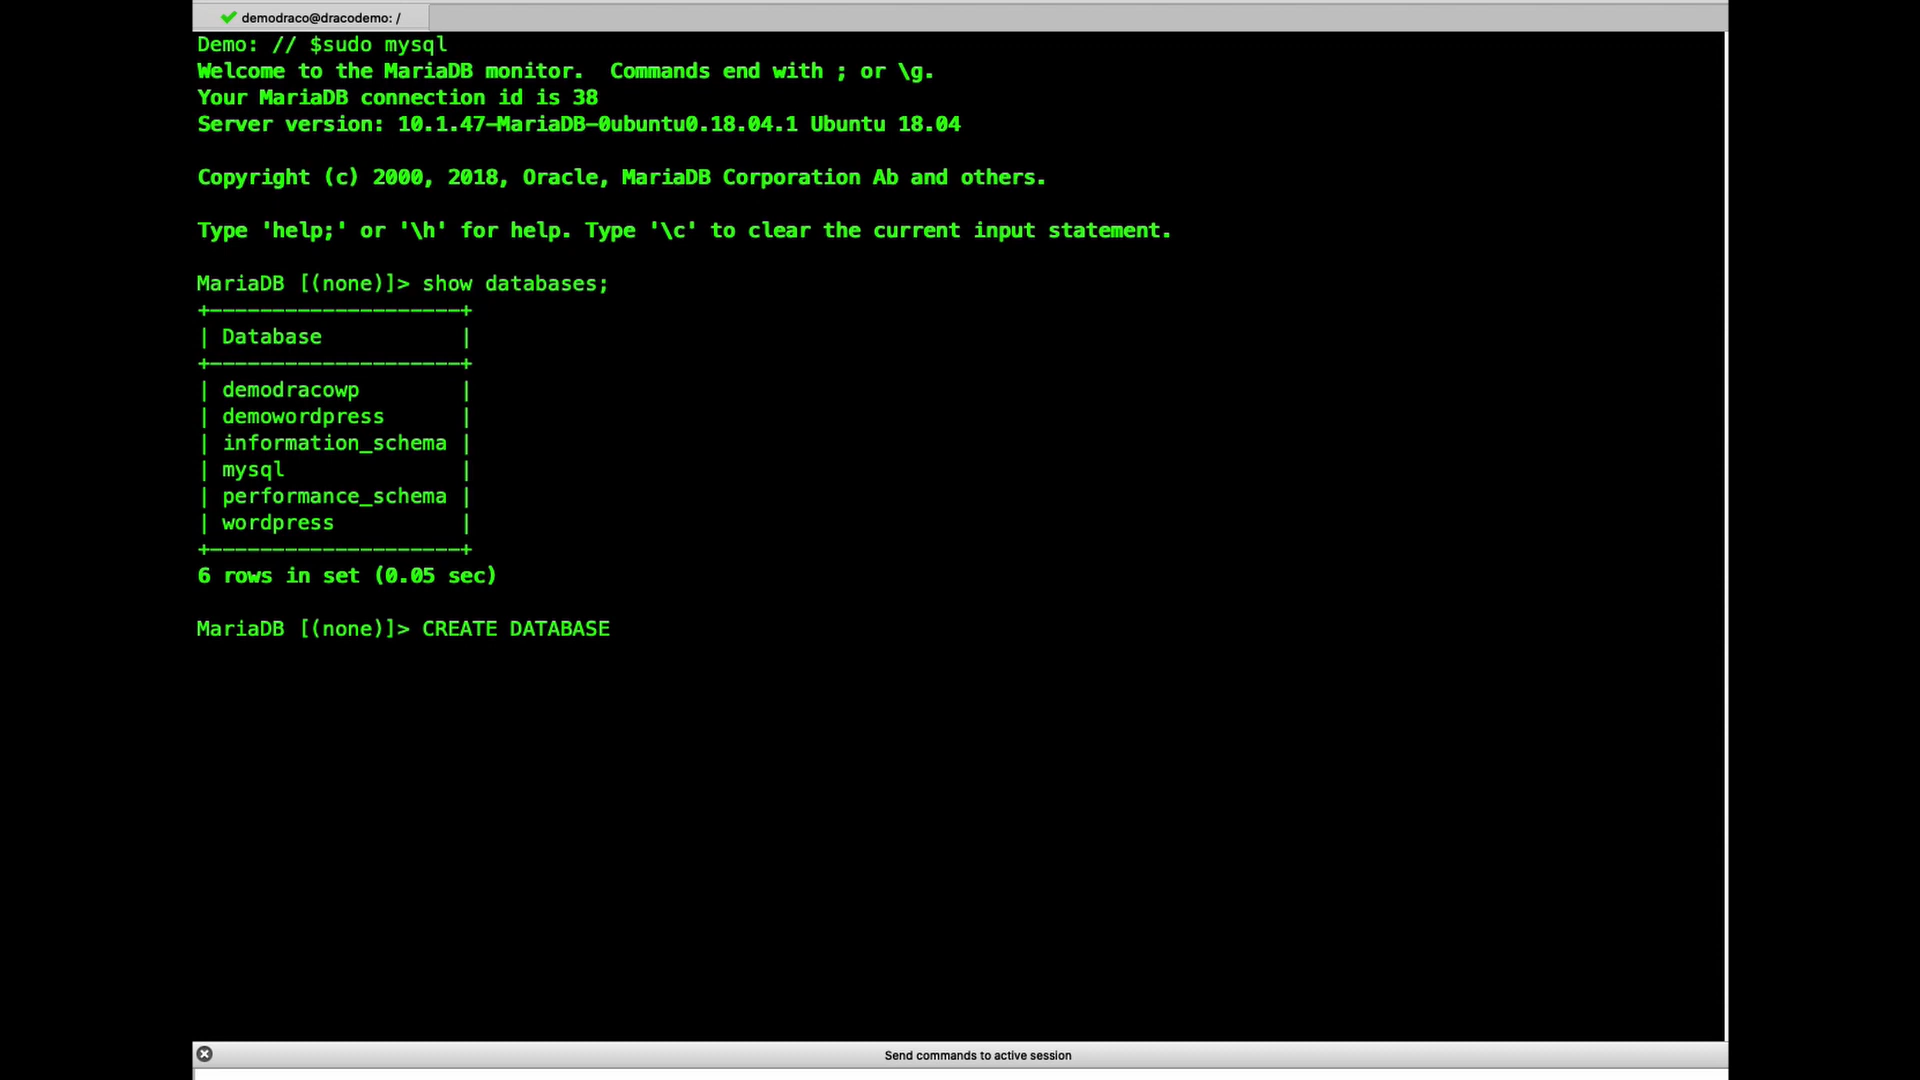 demodraco@dracodemo: /
Demo: // $sudo mysql
Welcome to the MariaDB monitor.  Commands end with ; or \g.
Your MariaDB connection id is 38
Server version: 10.1.47-MariaDB-0ubuntu0.18.04.1 Ubuntu 18.04
Copyright (c) 2000, 2018, Oracle, MariaDB Corporation Ab and others.
Type 'help;' or '\h' for help. Type '\c' to clear the current input statement.
MariaDB [(none)]> show databases;
+--------------------+
| Database           |
+--------------------+
| demodracowp        |
| demowordpress      |
| information_schema |
| mysql              |
| performance_schema |
| wordpress          |
+--------------------+
6 rows in set (0.05 sec)
MariaDB [(none)]> CREATE DATABASE
Send commands to active session